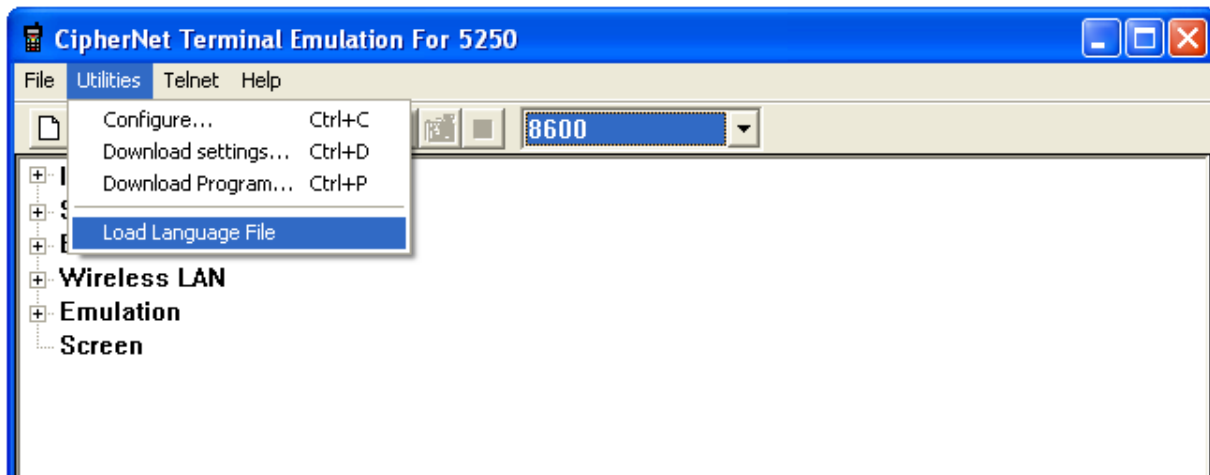 CipherNet Terminal Emulation For 5250
File Utilities Telnet Help
8600
Configure... Ctrl+C
Download settings... Ctrl+D
Download Program... Ctrl+P
Load Language File
Wireless LAN
Emulation
Screen